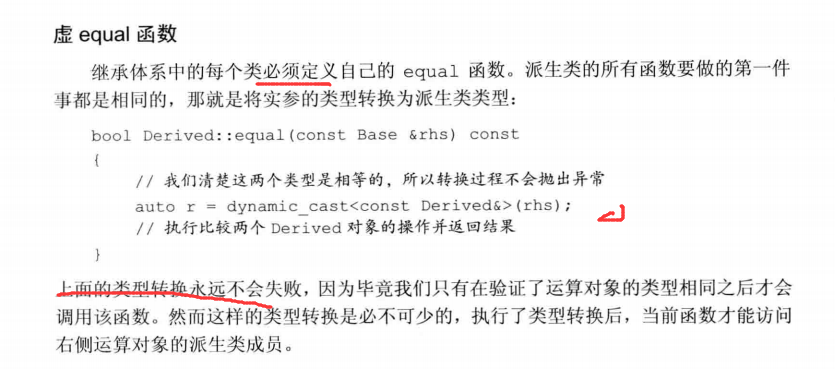 虚 equal 函数
继承体系中的每个类必须定义自己的 equal 函数。派生类的所有函数要做的第一件
事都是相同的，那就是将实参的类型转换为派生类类型：
bool Derived::equal(const Base &rhs) const
{
// 我们清楚这两个类型是相等的，所以转换过程不会抛出异常
auto r = dynamic_cast<const Derived&>(rhs);
// 执行比较两个 Derived 对象的操作并返回结果
}
上面的类型转换永远不会失败，因为毕竟我们只有在验证了运算对象的类型相同之后才会
调用该函数。然而这样的类型转换是必不可少的，执行了类型转换后，当前函数才能访问
右侧运算对象的派生类成员。